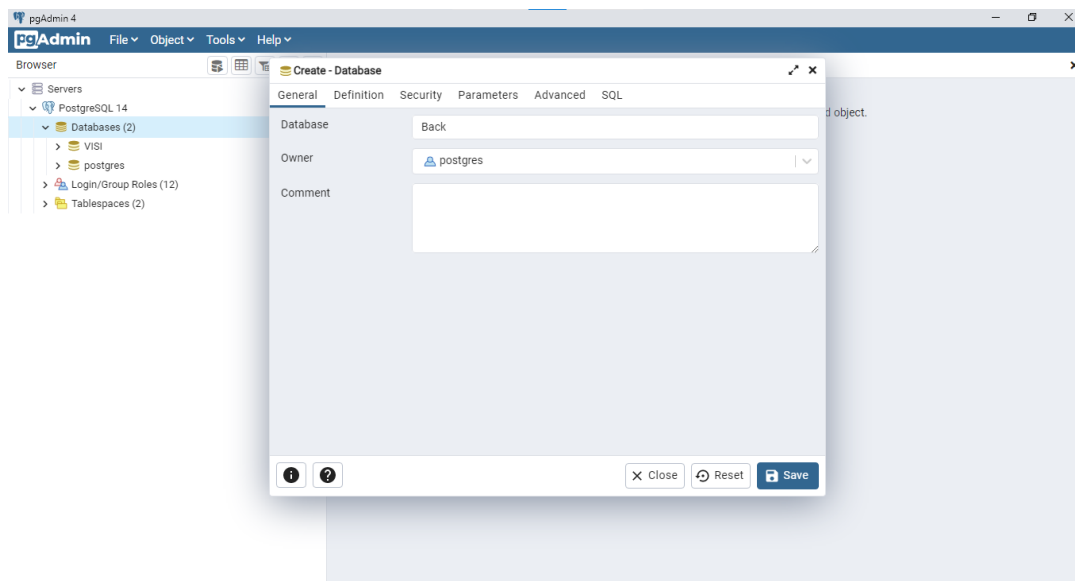 pgAdmin 4
pgAdmin File Object Tools Help
Browser
Servers
PostgreSQL 14
Databases (2)
VISI
postgres
Login/Group Roles (12)
Tablespaces (2)
Create - Database
General Definition Security Parameters Advanced SQL
Database Back
Owner postgres
Comment
Close Reset Save
d object.